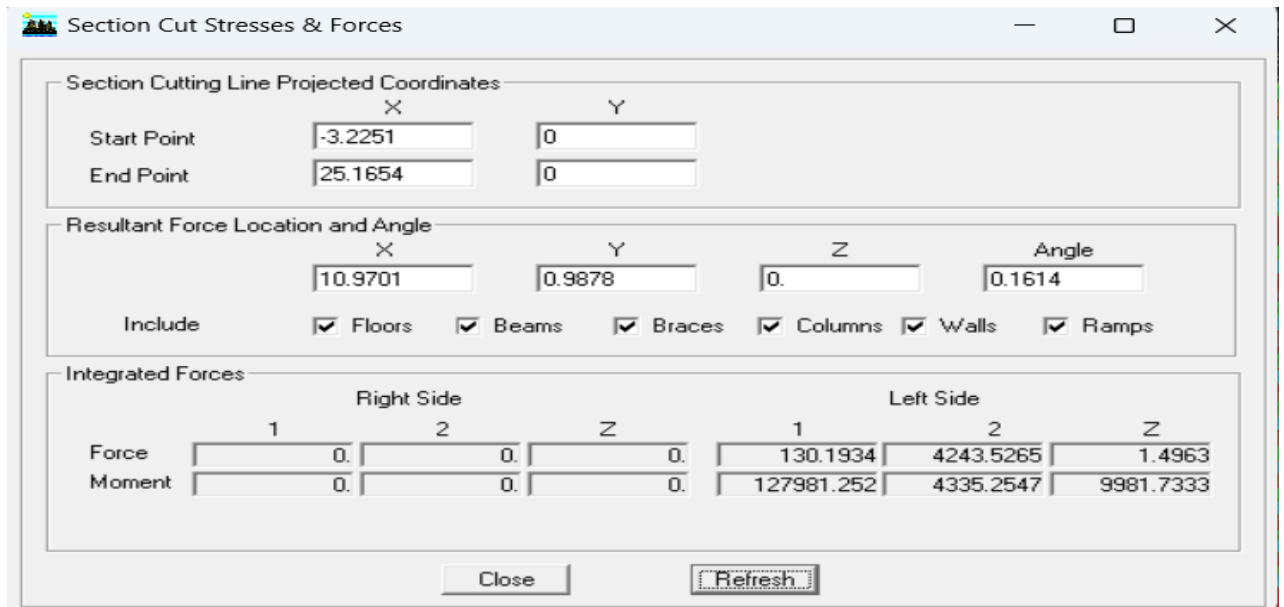 Section Cut Stresses & Forces
Section Cutting Line Projected Coordinates
X Y
Start Point -3.2251 0
End Point 25.1654 0
Resultant Force Location and Angle
X Y Z Angle
10.9701 0.9878 0. 0.1614
Include Floors Beams Braces Columns Walls Ramps
Integrated Forces
Right Side Left Side
1 2 Z 1 2 Z
Force 0. 0. 0. 130.1934 4243.5265 1.4963
Moment 0. 0. 0. 127981.252 4335.2547 9981.7333
Close Refresh